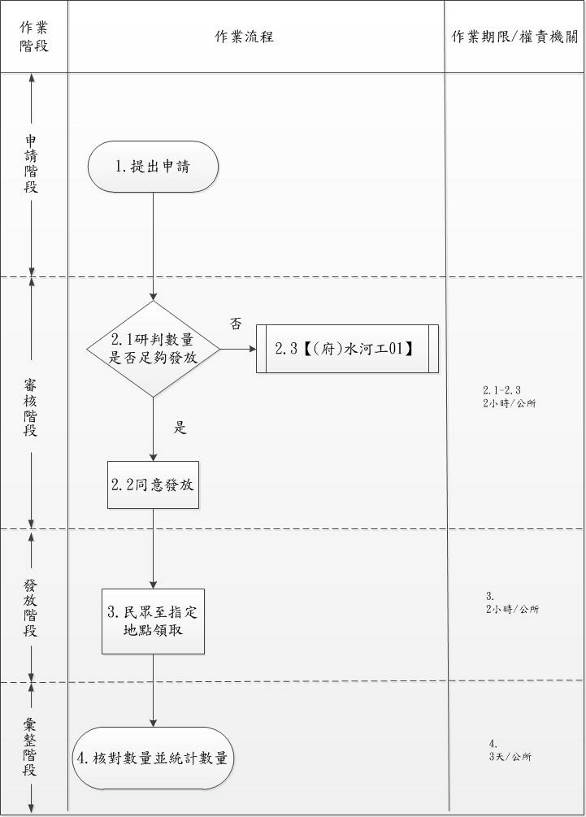 作業
階段
作業流程
作業期限/權責機關
申請階段
1.提出申請
審核階段
2.1研判數量
是否足夠發放
否
2.3【(府)水河工01】
是
2.2同意發放
2.1-2.3
2小時/公所
發放階段
3.民眾至指定
地點領取
3.
2小時/公所
彙整階段
4.核對數量並統計數量
4.
3天/公所